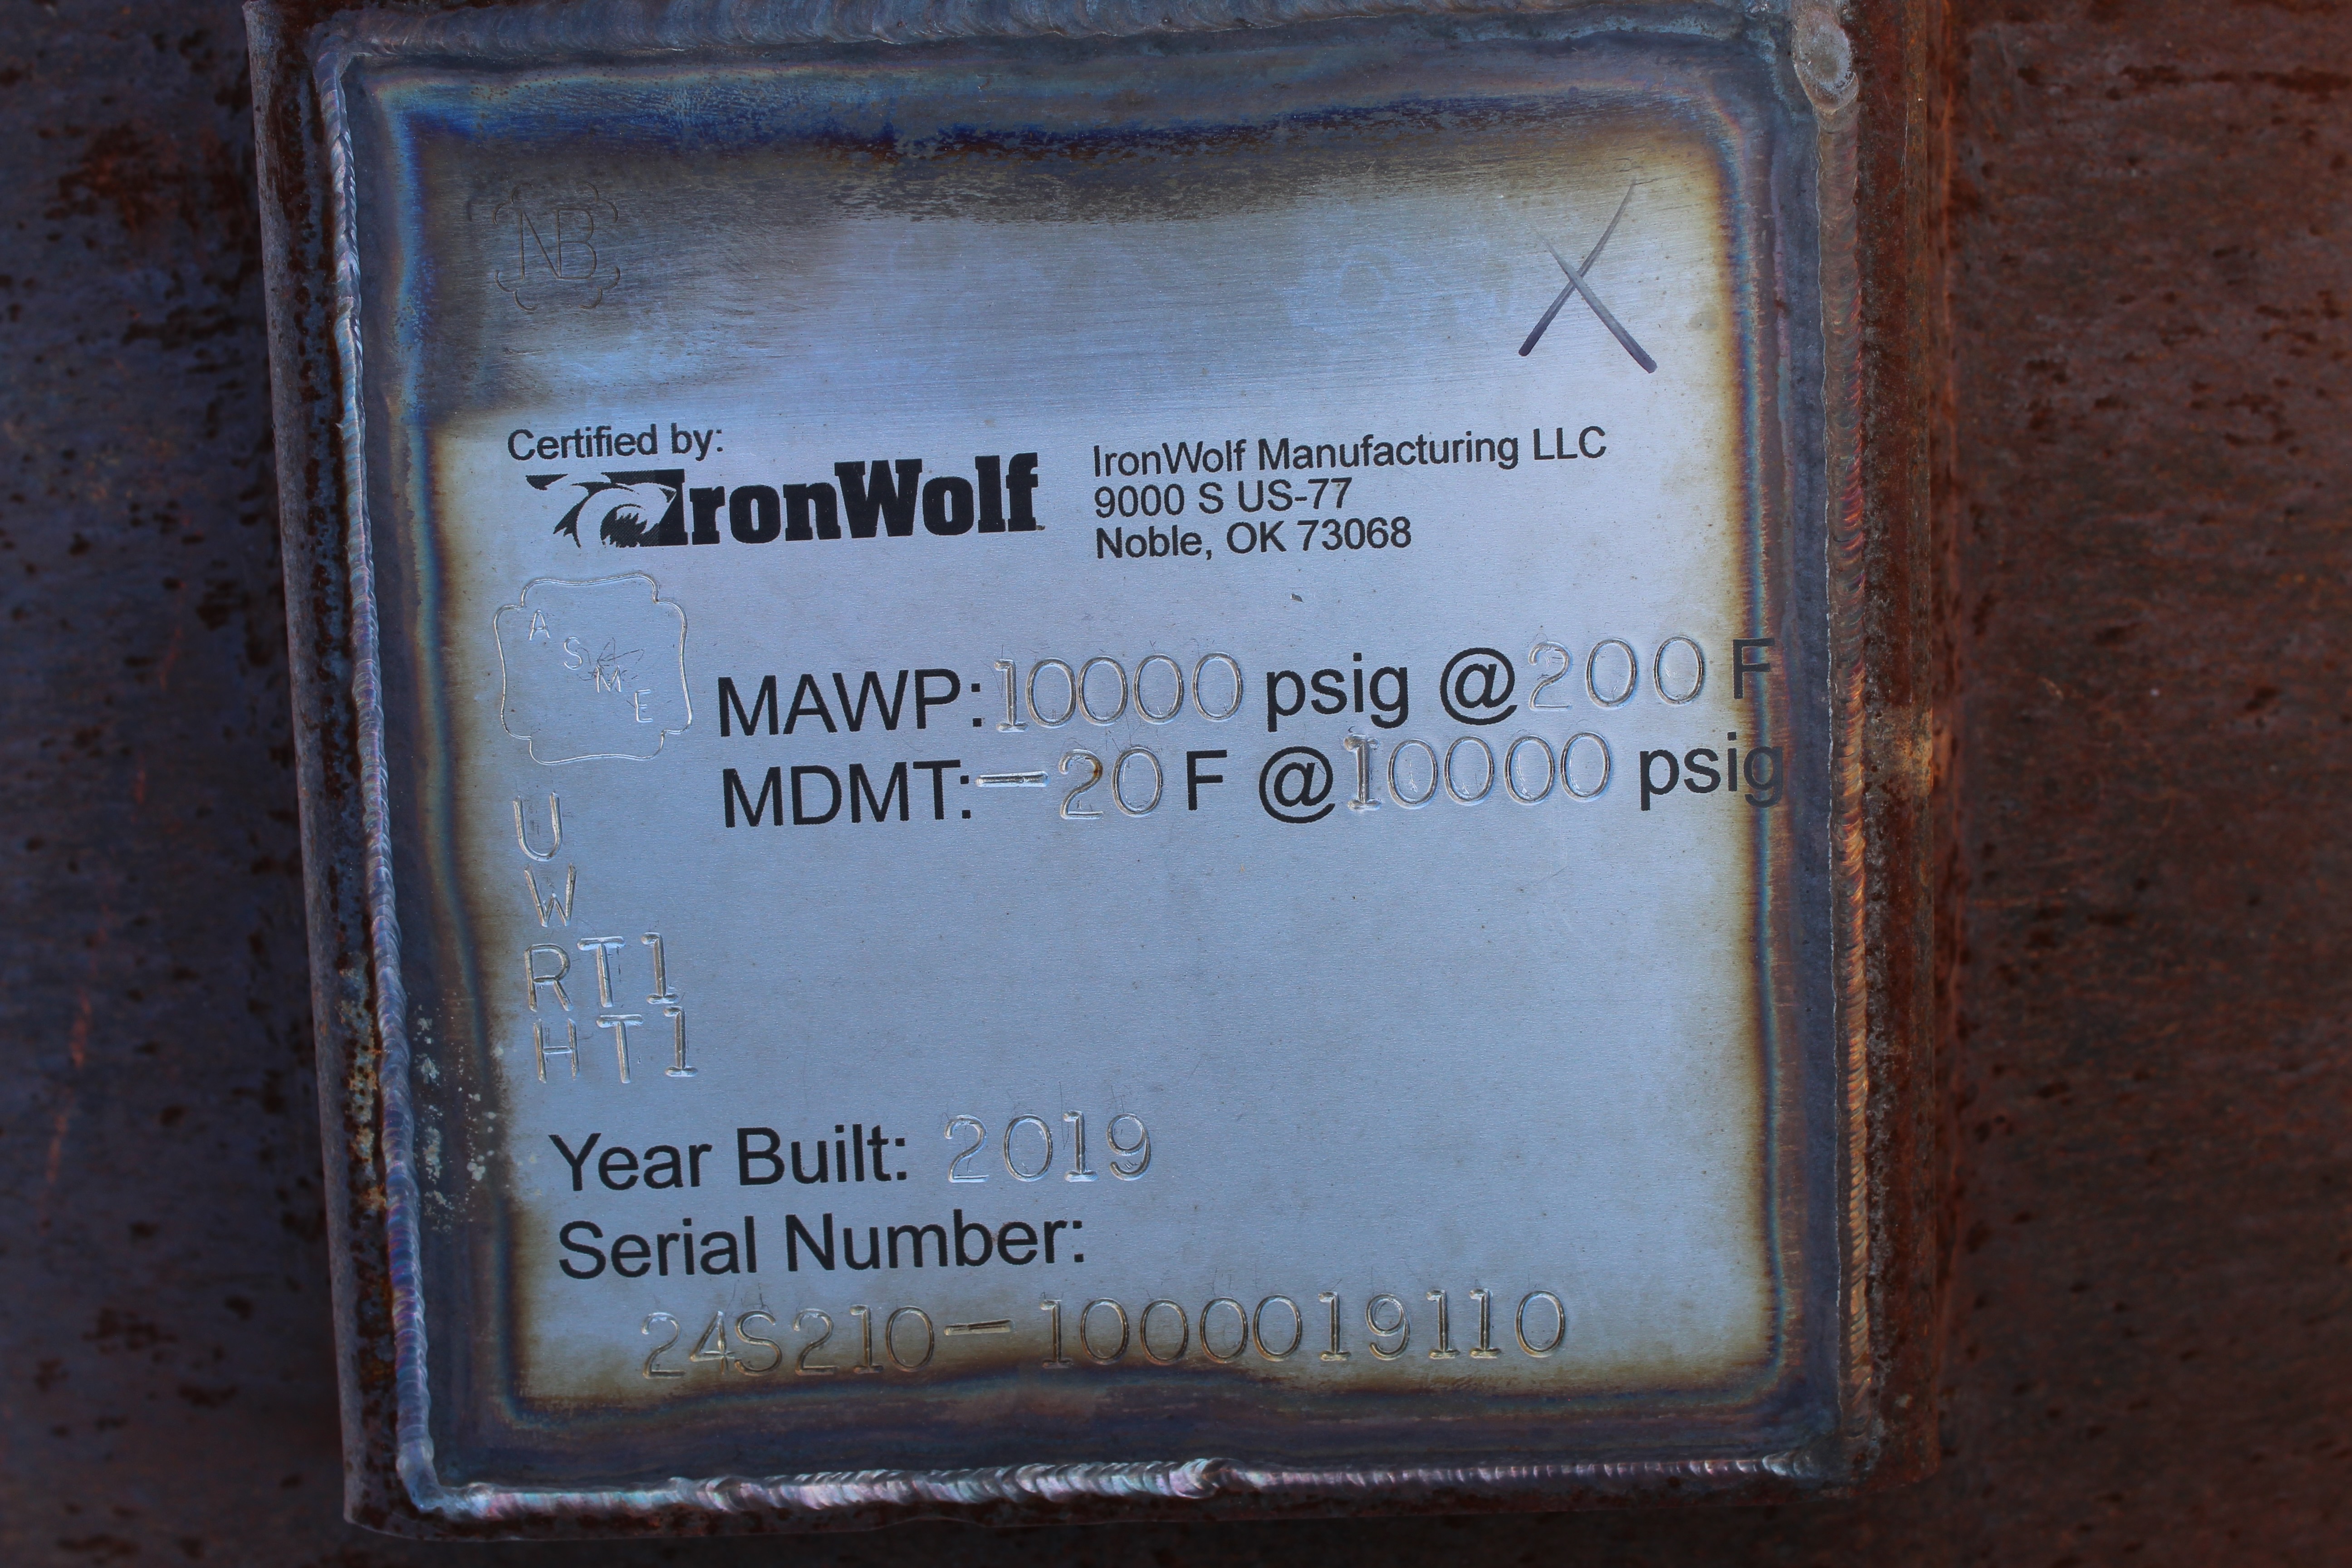 NB
X
Certified by:
IronWolf
IronWolf Manufacturing LLC
9000 S US-77
Noble, OK 73068
ASME
MAWP: 10000 psig @ 200 F
MDMT: -20 F @ 10000 psig
U
W
RT1
HT1
Year Built: 2019
Serial Number:
24S210-1000019110